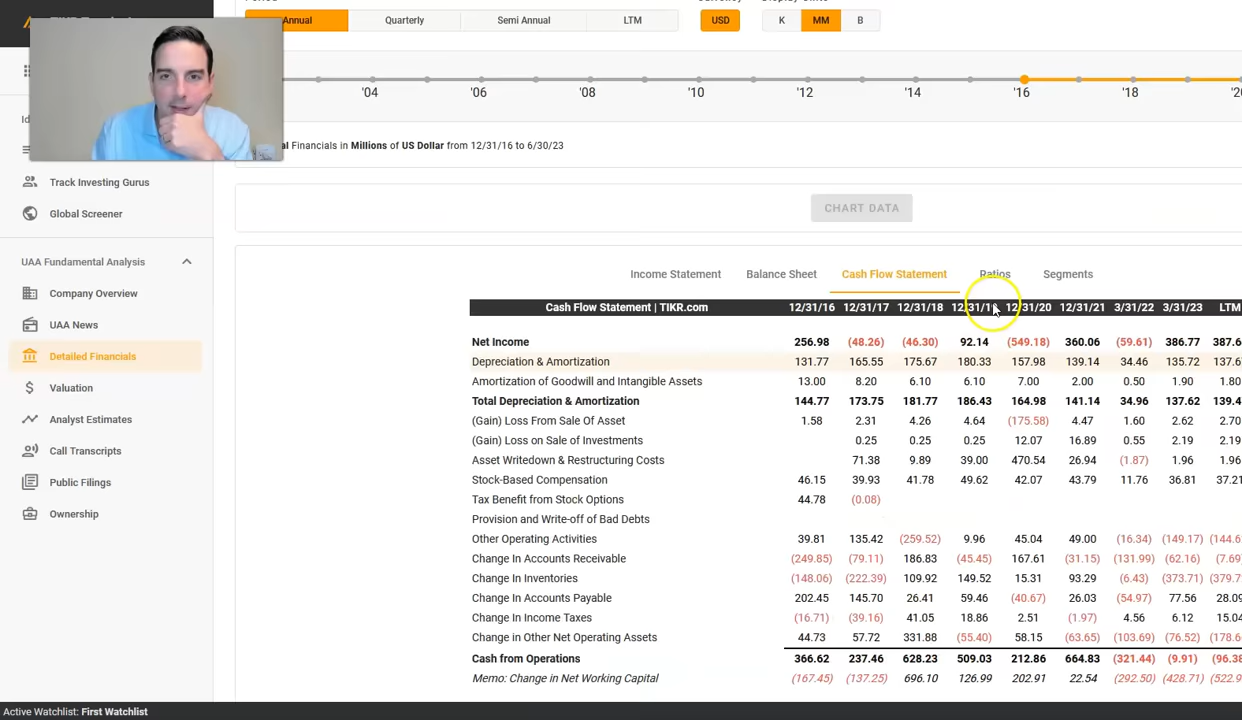 Annual Quarterly Semi Annual LTM USD K MM B
'04 '06 '08 '10 '12 '14 '16 '18
Financials in Millions of US Dollar from 12/31/16 to 6/30/23
Track Investing Gurus
Global Screener
UAA Fundamental Analysis
Company Overview
UAA News
Detailed Financials
Valuation
Analyst Estimates
Call Transcripts
Public Filings
Ownership
CHART DATA
Income Statement Balance Sheet Cash Flow Statement Ratios Segments
Cash Flow Statement | TIKR.com 12/31/16 12/31/17 12/31/18 12/31/19 12/31/20 12/31/21 3/31/22 3/31/23 LTM
Net Income 256.98 (48.26) (46.30) 92.14 (549.18) 360.06 (59.61) 386.77 387.6
Depreciation & Amortization 131.77 165.55 175.67 180.33 157.98 139.14 34.46 135.72 137.6
Amortization of Goodwill and Intangible Assets 13.00 8.20 6.10 6.10 7.00 2.00 0.50 1.90 1.80
Total Depreciation & Amortization 144.77 173.75 181.77 186.43 164.98 141.14 34.96 137.62 139.4
(Gain) Loss From Sale Of Asset 1.58 2.31 4.26 4.64 (175.58) 4.47 1.60 2.62 2.70
(Gain) Loss on Sale of Investments 0.25 0.25 0.25 12.07 16.89 0.55 2.19 2.19
Asset Writedown & Restructuring Costs 71.38 9.89 39.00 470.54 26.94 (1.87) 1.96 1.96
Stock-Based Compensation 46.15 39.93 41.78 49.62 42.07 43.79 11.76 36.81 37.21
Tax Benefit from Stock Options 44.78 (0.08)
Provision and Write-off of Bad Debts
Other Operating Activities 39.81 135.42 (259.52) 9.96 45.04 49.00 (16.34) (149.17) (144.6
Change In Accounts Receivable (249.85) (79.11) 186.83 (45.45) 167.61 (31.15) (131.99) (62.16) (7.69
Change In Inventories (148.06) (222.39) 109.92 149.52 15.31 93.29 (6.43) (373.71) (379.7
Change In Accounts Payable 202.45 145.70 26.41 59.46 (40.67) 26.03 (54.97) 77.56 28.09
Change In Income Taxes (16.71) (39.16) 41.05 18.86 2.51 (1.97) 4.56 6.12 15.04
Change in Other Net Operating Assets 44.73 57.72 331.88 (55.40) 58.15 (63.65) (103.69) (76.52) (178.6
Cash from Operations 366.62 237.46 628.23 509.03 212.86 664.83 (321.44) (9.91) (96.38
Memo: Change in Net Working Capital (167.45) (137.25) 696.10 126.99 202.91 22.54 (292.50) (428.71) (522.9
Active Watchlist: First Watchlist